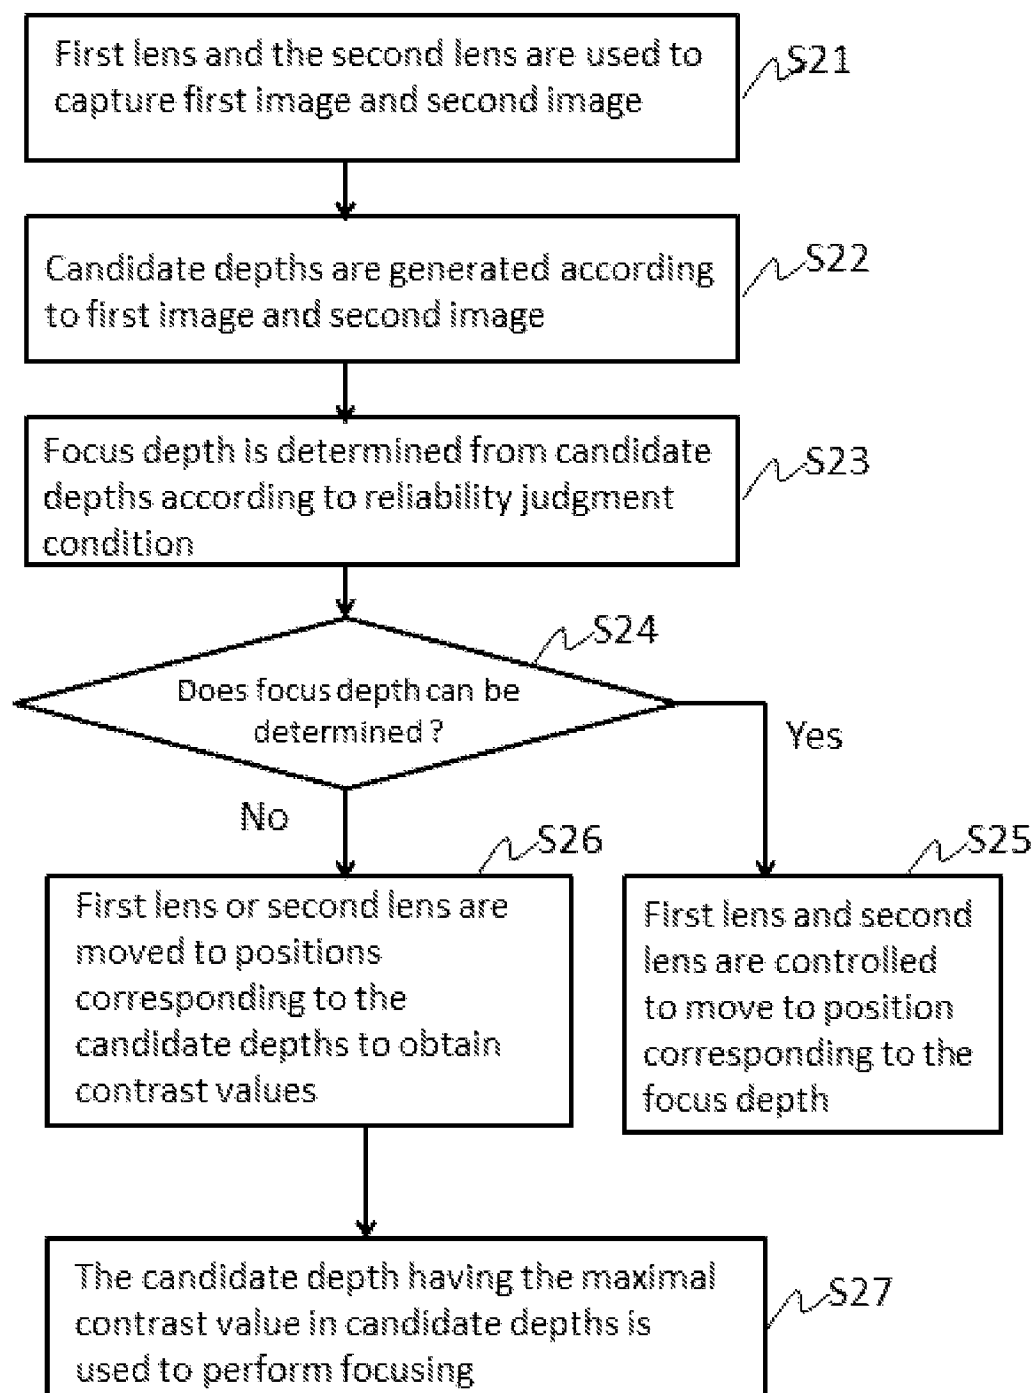 First lens and the second lens are used to
capture first image and second image
S21
Candidate depths are generated according
to first image and second image
S22
Focus depth is determined from candidate
depths according to reliability judgment
condition
S23
S24
Does focus depth can be
determined ?
Yes
No
S26
First lens or second lens are
moved to positions
corresponding to the
candidate depths to obtain
contrast values
S25
First lens and second
lens are controlled
to move to position
corresponding to the
focus depth
The candidate depth having the maximal
contrast value in candidate depths is
used to perform focusing
S27